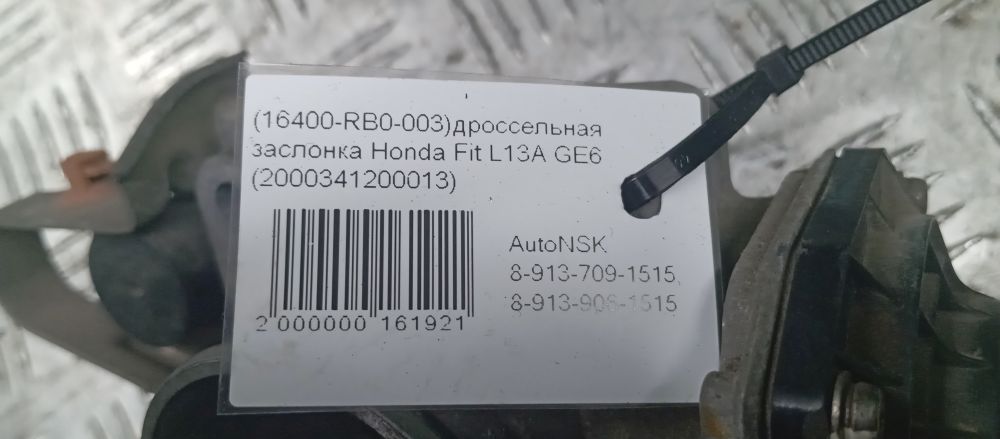 (16400-RB0-003)дроссельная
заслонка Honda Fit L13A GE6
(2000341200013)
AutoNSK
8-913-709-1515,
8-913-906-1515
2 000000 161921